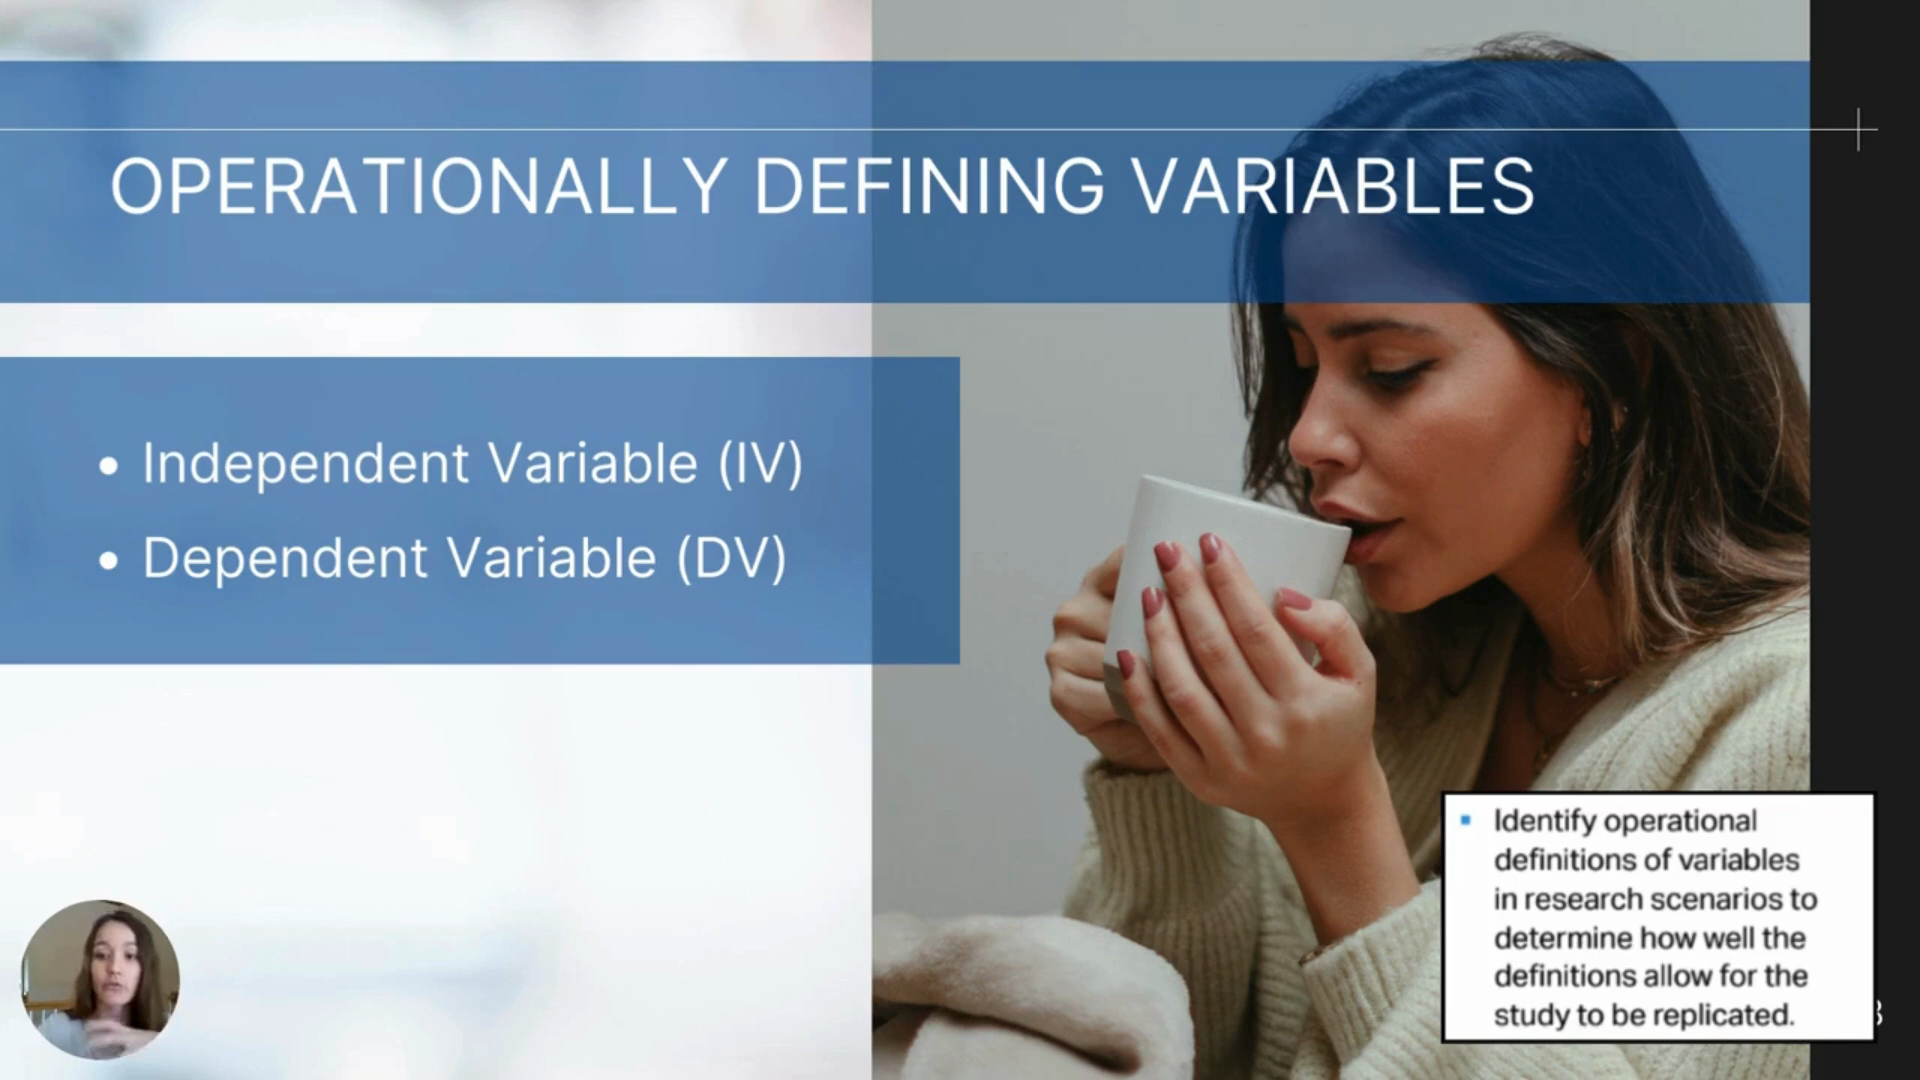 OPERATIONALLY DEFINING VARIABLES
• Independent Variable (IV)
• Dependent Variable (DV)
▪ Identify operational
definitions of variables
in research scenarios to
determine how well the
definitions allow for the
study to be replicated.